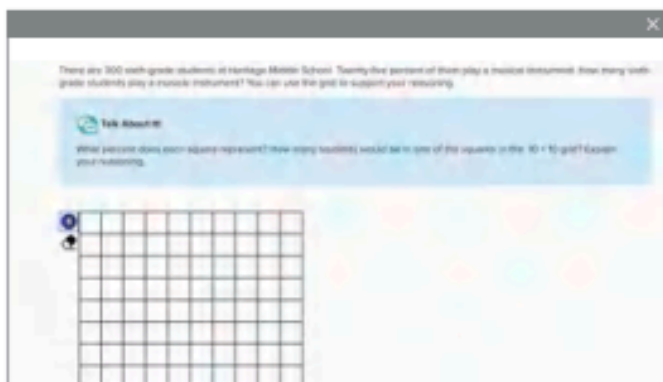 There are 300 sixth-grade students at Heritage Middle School. Twenty-five percent of them play a musical instrument. How many sixth-
grade students play a musical instrument? You can use the grid to support your reasoning.
Talk About It!
What percent does each square represent? How many students would be in one of the squares in the 10 × 10 grid? Explain
your reasoning.